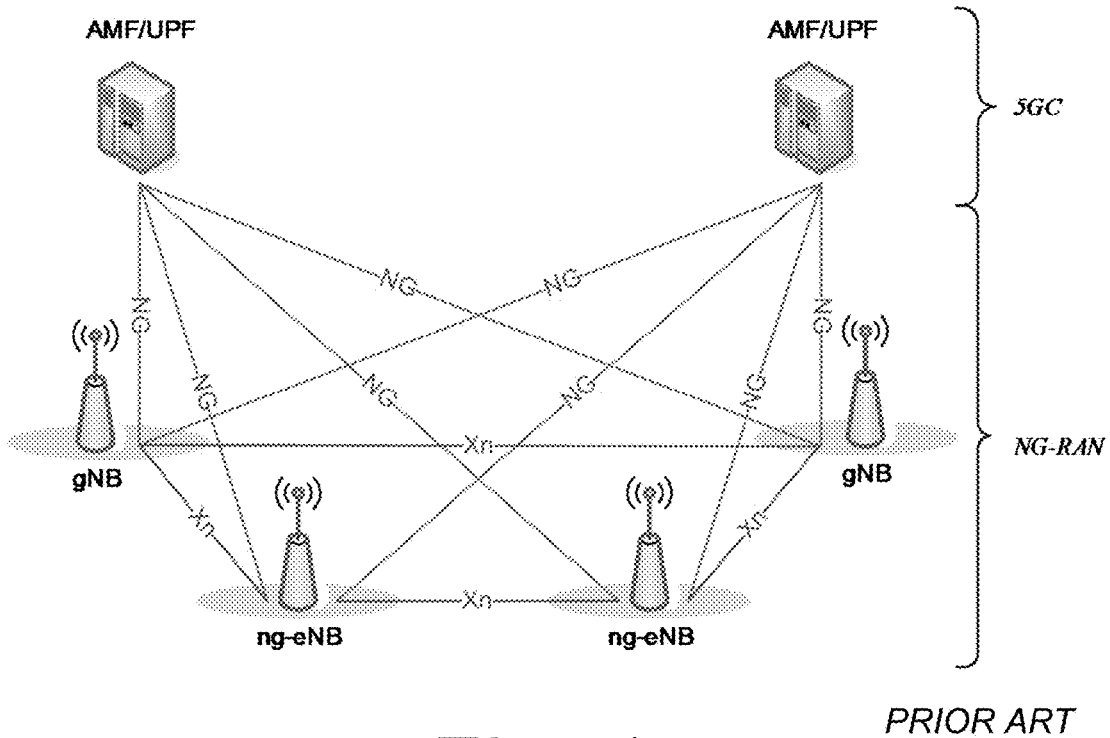 AMF/UPF
AMF/UPF
5GC
NG
NG
NG
NG
NG
NG
NG
NG
NG-RAN
gNB
Xn
gNB
Xn
Xn
Xn
ng-eNB
ng-eNB
PRIOR ART